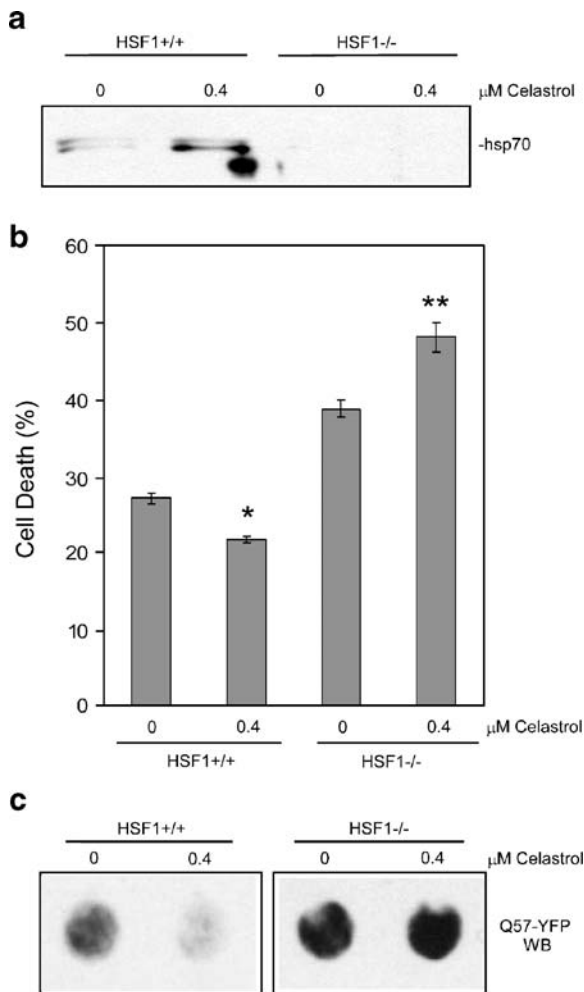 a
HSF1+/+ HSF1-/-
0 0.4 0 0.4 μM Celastrol
-hsp70
b
60
50
40
30
20
10
0
Cell Death (%)
*
**
0 0.4 0 0.4 μM Celastrol
HSF1+/+ HSF1-/-
c
HSF1+/+ HSF1-/-
0 0.4 0 0.4 μM Celastrol
Q57-YFP
WB